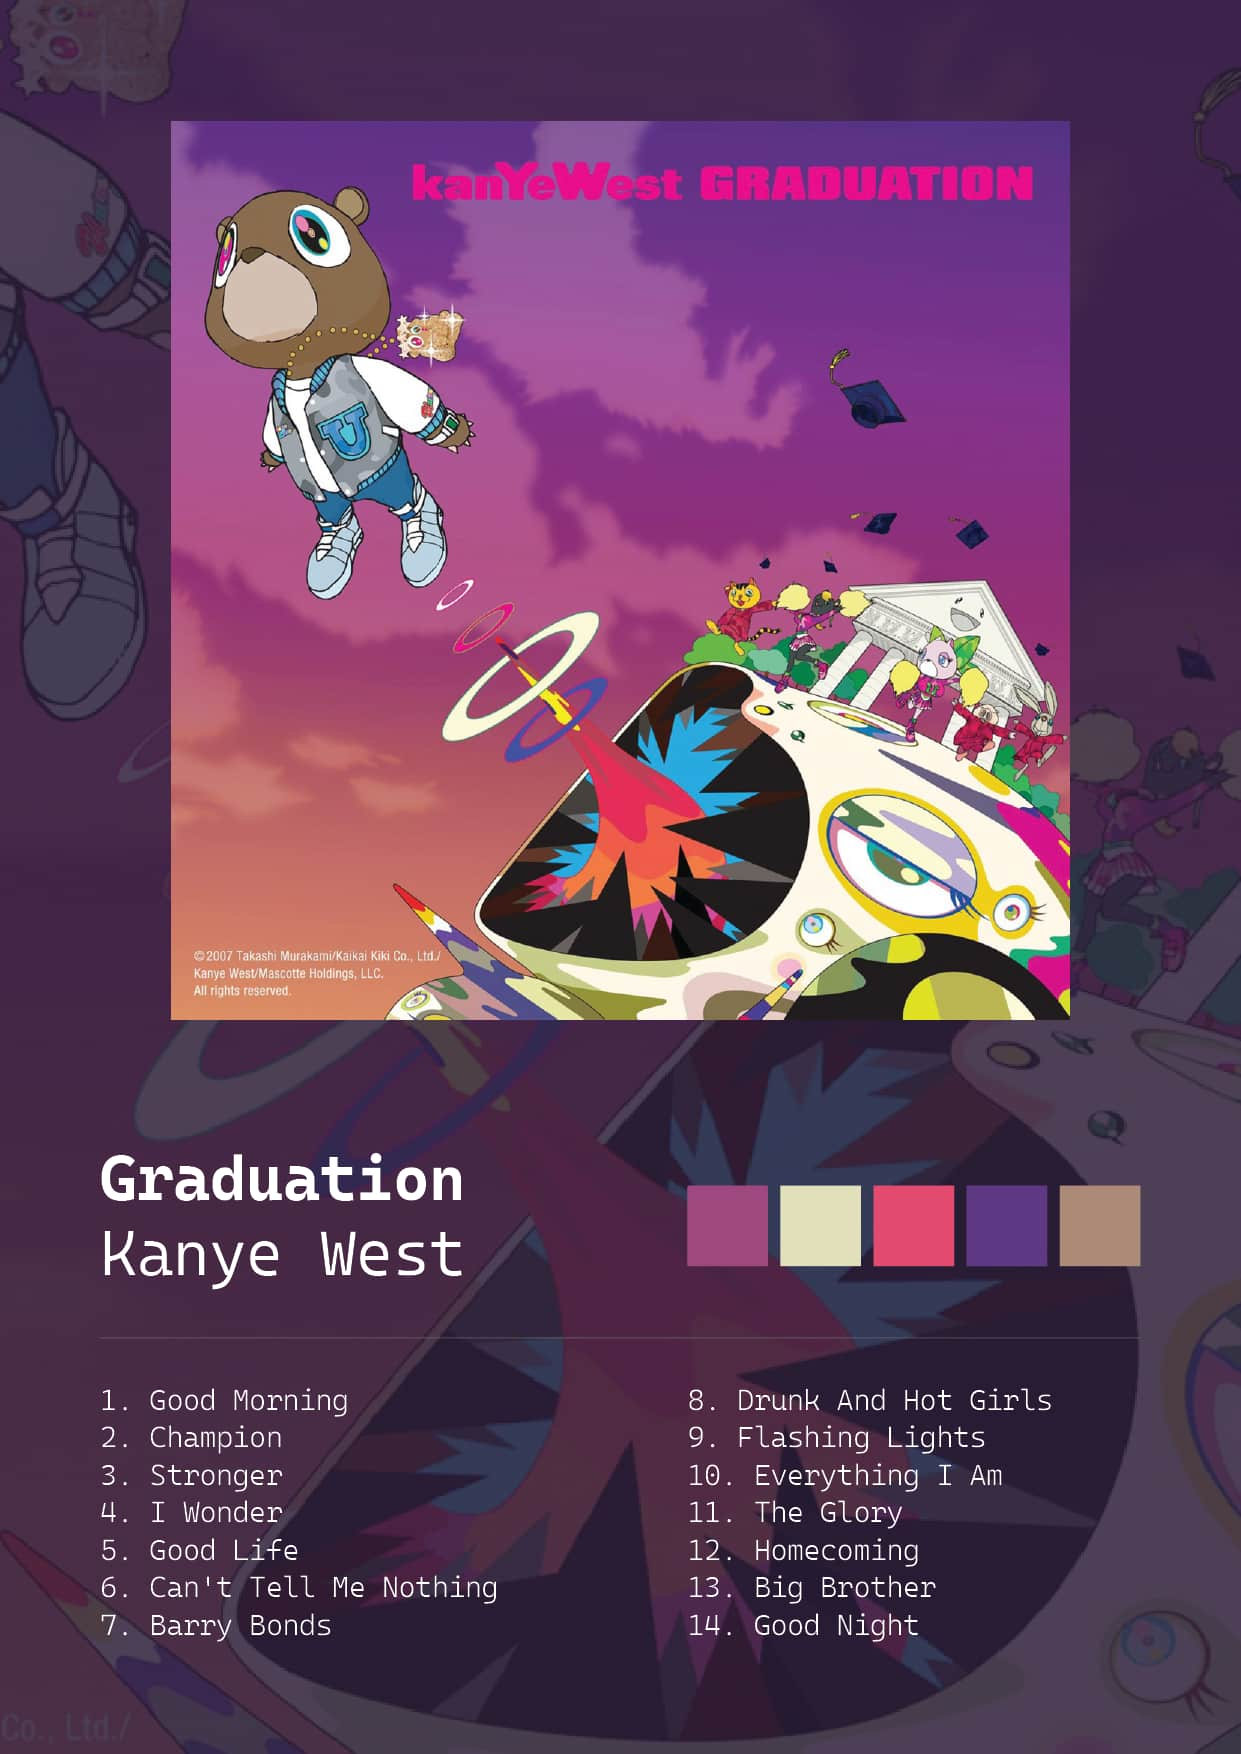 kanYeWest GRADUATION
U
©2007 Takashi Murakami/Kaikai Kiki Co., Ltd./
Kanye West/Mascotte Holdings, LLC.
All rights reserved.
Graduation
Kanye West
1. Good Morning
2. Champion
3. Stronger
4. I Wonder
5. Good Life
6. Can't Tell Me Nothing
7. Barry Bonds
8. Drunk And Hot Girls
9. Flashing Lights
10. Everything I Am
11. The Glory
12. Homecoming
13. Big Brother
14. Good Night
Co., Ltd./